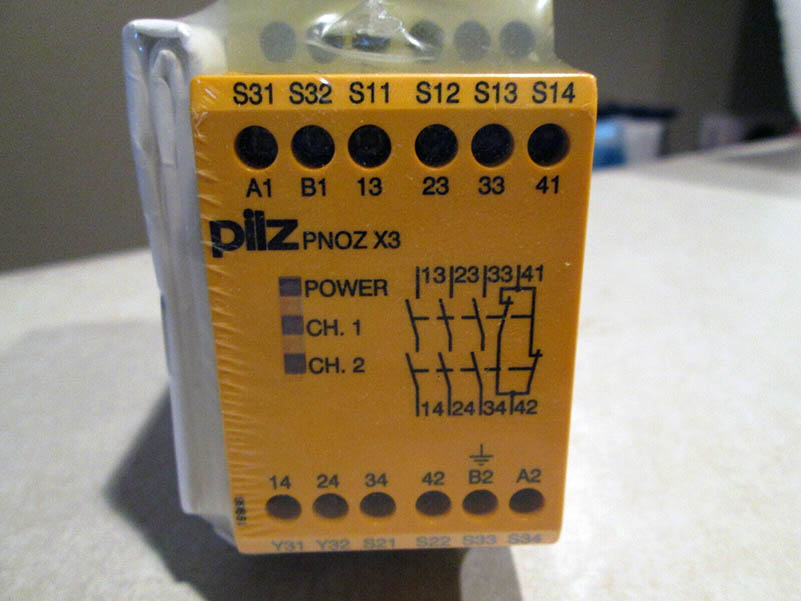 S31 S32 S11 S12 S13 S14
A1 B1 13 23 33 41
pilz PNOZ X3
13 23 33 41
POWER
CH. 1
CH. 2
14 24 34 42
14 24 34 42 B2 A2
Y31 Y32 S21 S22 S33 S34